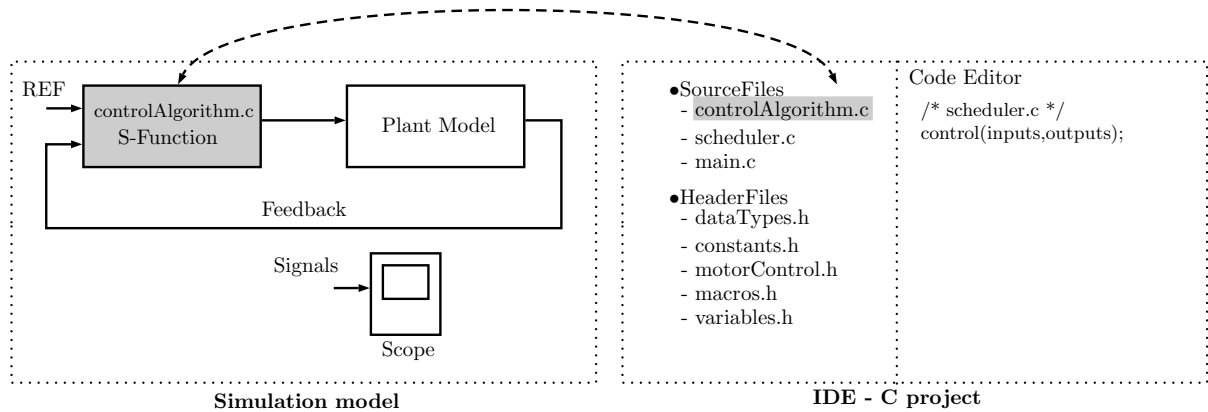 REF
controlAlgorithm.c
S-Function
Plant Model
Feedback
Signals
Scope
Simulation model
●SourceFiles
- controlAlgorithm.c
- scheduler.c
- main.c
●HeaderFiles
- dataTypes.h
- constants.h
- motorControl.h
- macros.h
- variables.h
Code Editor
/* scheduler.c */
control(inputs,outputs);
IDE - C project